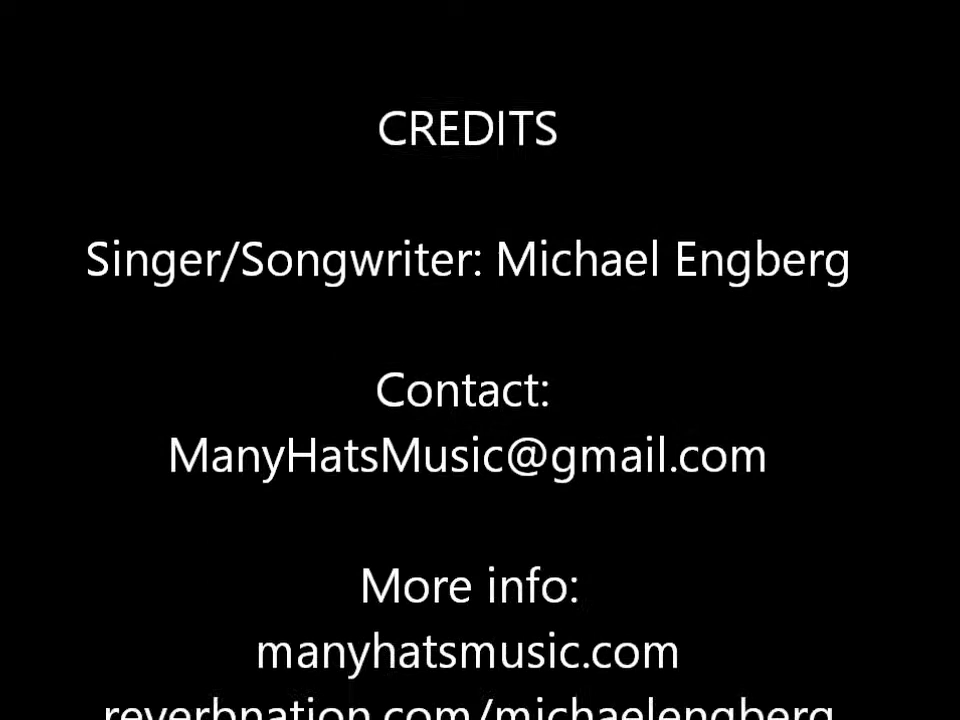 CREDITS
Singer/Songwriter: Michael Engberg
Contact:
ManyHatsMusic@gmail.com
More info:
manyhatsmusic.com
reverbnation.com/michaelengberg